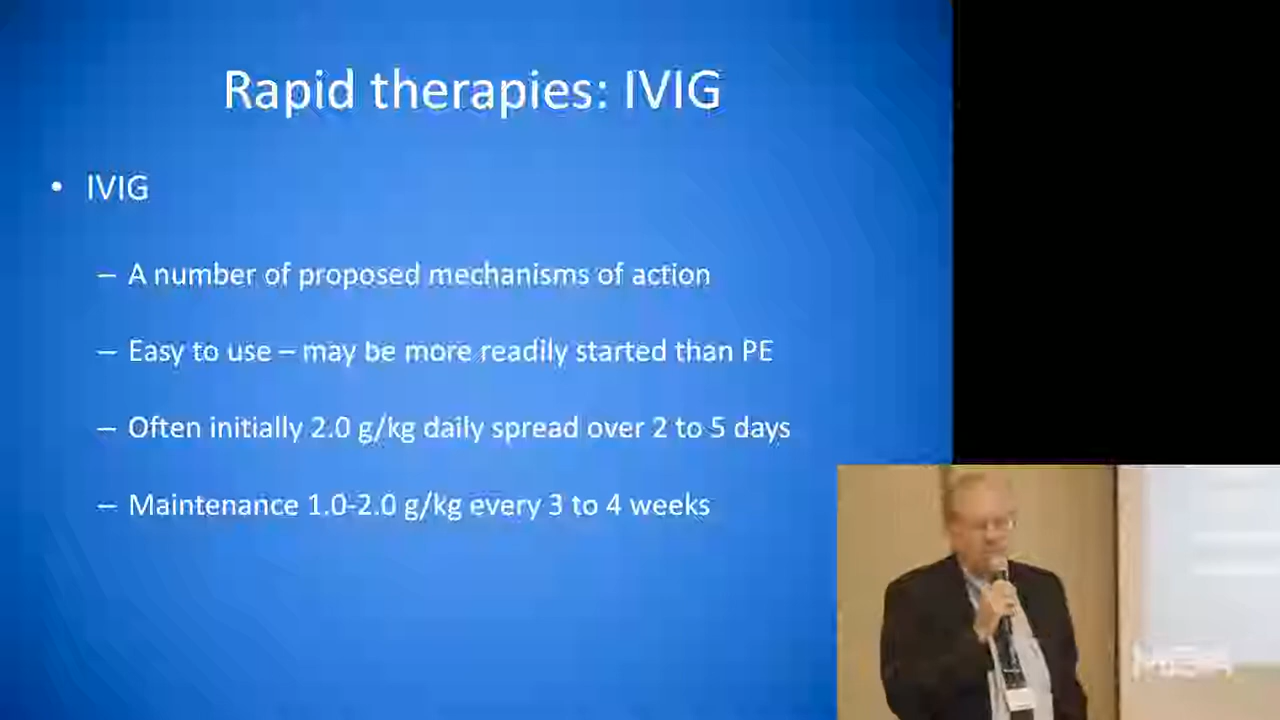 Rapid therapies: IVIG
• IVIG
– A number of proposed mechanisms of action
– Easy to use – may be more readily started than PE
– Often initially 2.0 g/kg daily spread over 2 to 5 days
– Maintenance 1.0-2.0 g/kg every 3 to 4 weeks